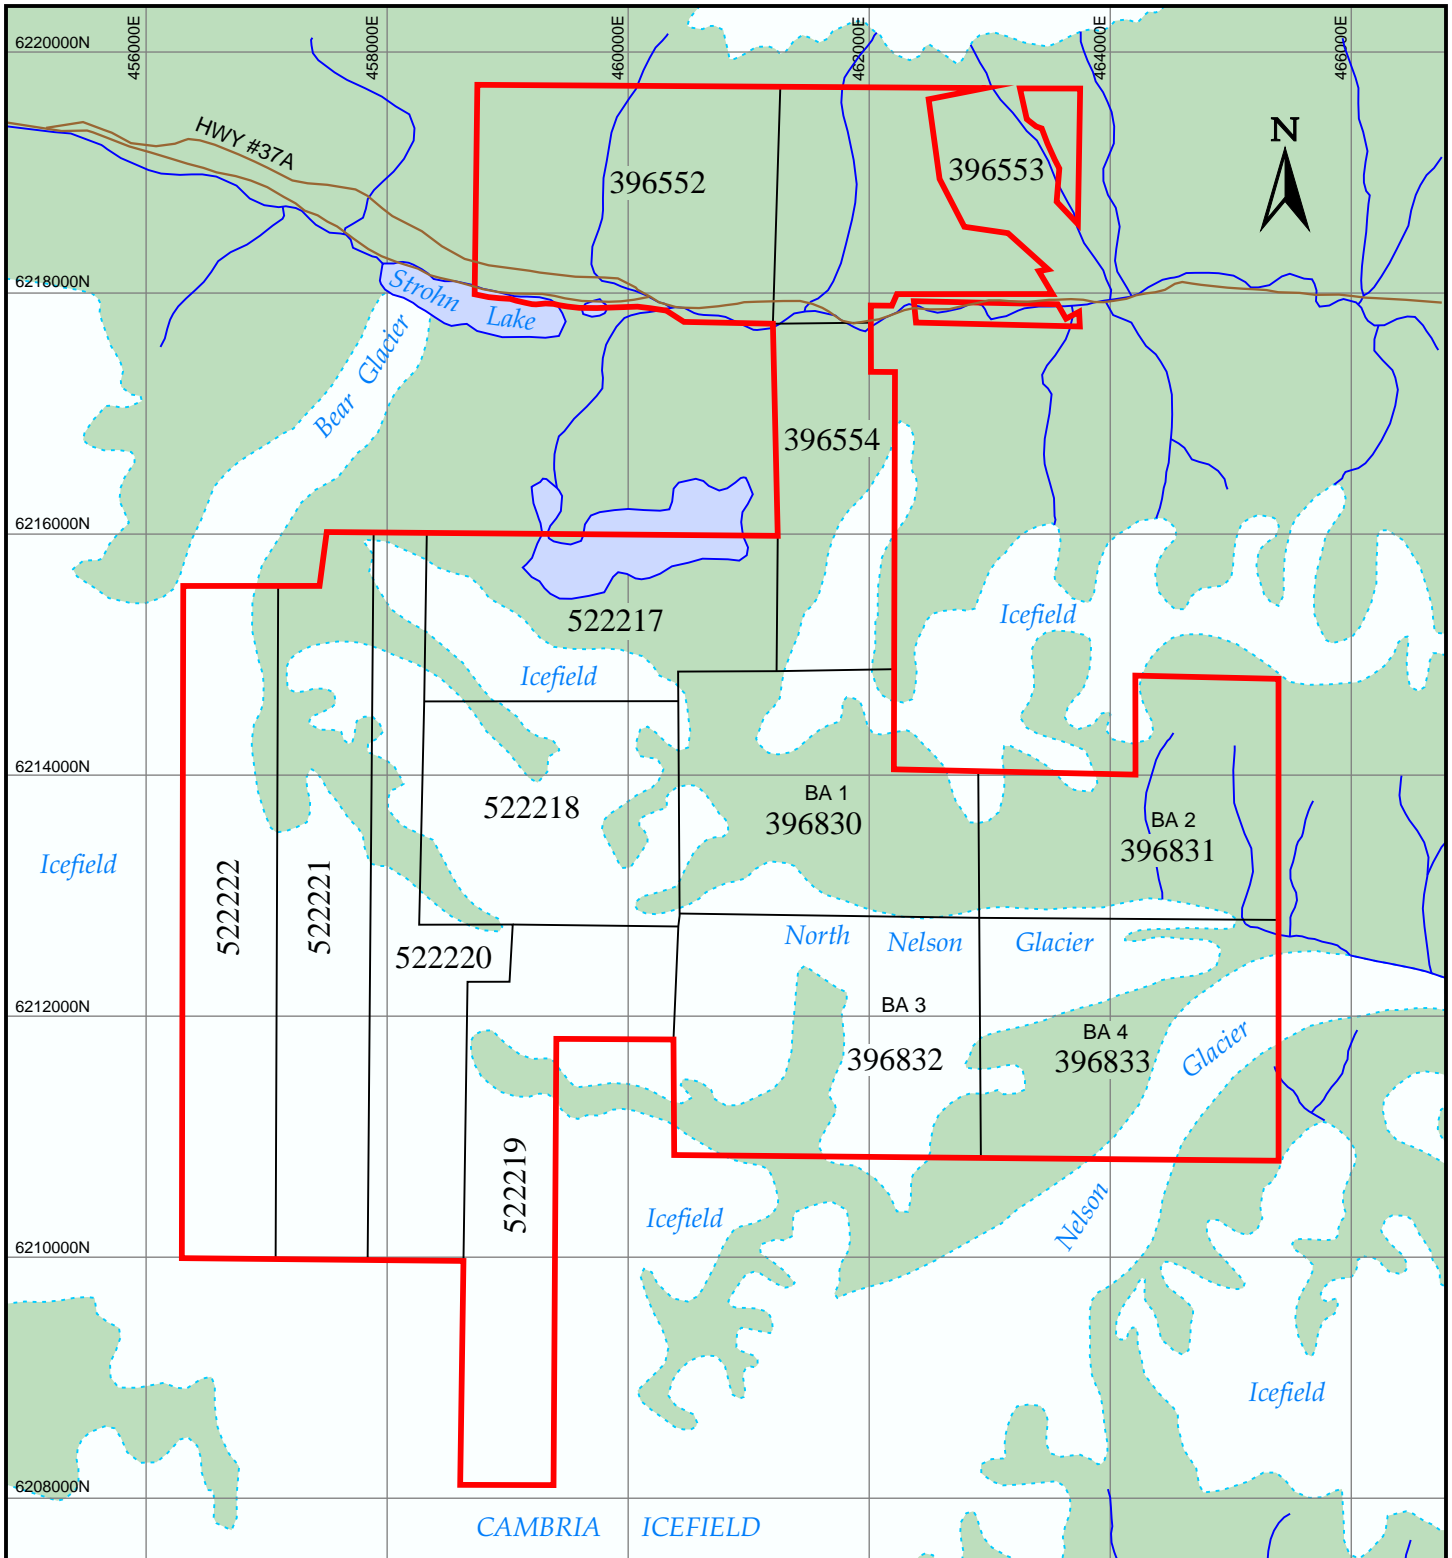 456000E
458000E
460000E
462000E
464000E
466000E
6220000N
HWY #37A
N
396552
396553
6218000N
Strohn
Lake
Bear Glacier
396554
6216000N
522217
Icefield
Icefield
6214000N
522218
BA 1
396830
BA 2
396831
Icefield
522222
522221
522220
North Nelson Glacier
6212000N
BA 3
396832
BA 4
396833
Glacier
Nelson
522219
Icefield
6210000N
Icefield
6208000N
CAMBRIA ICEFIELD